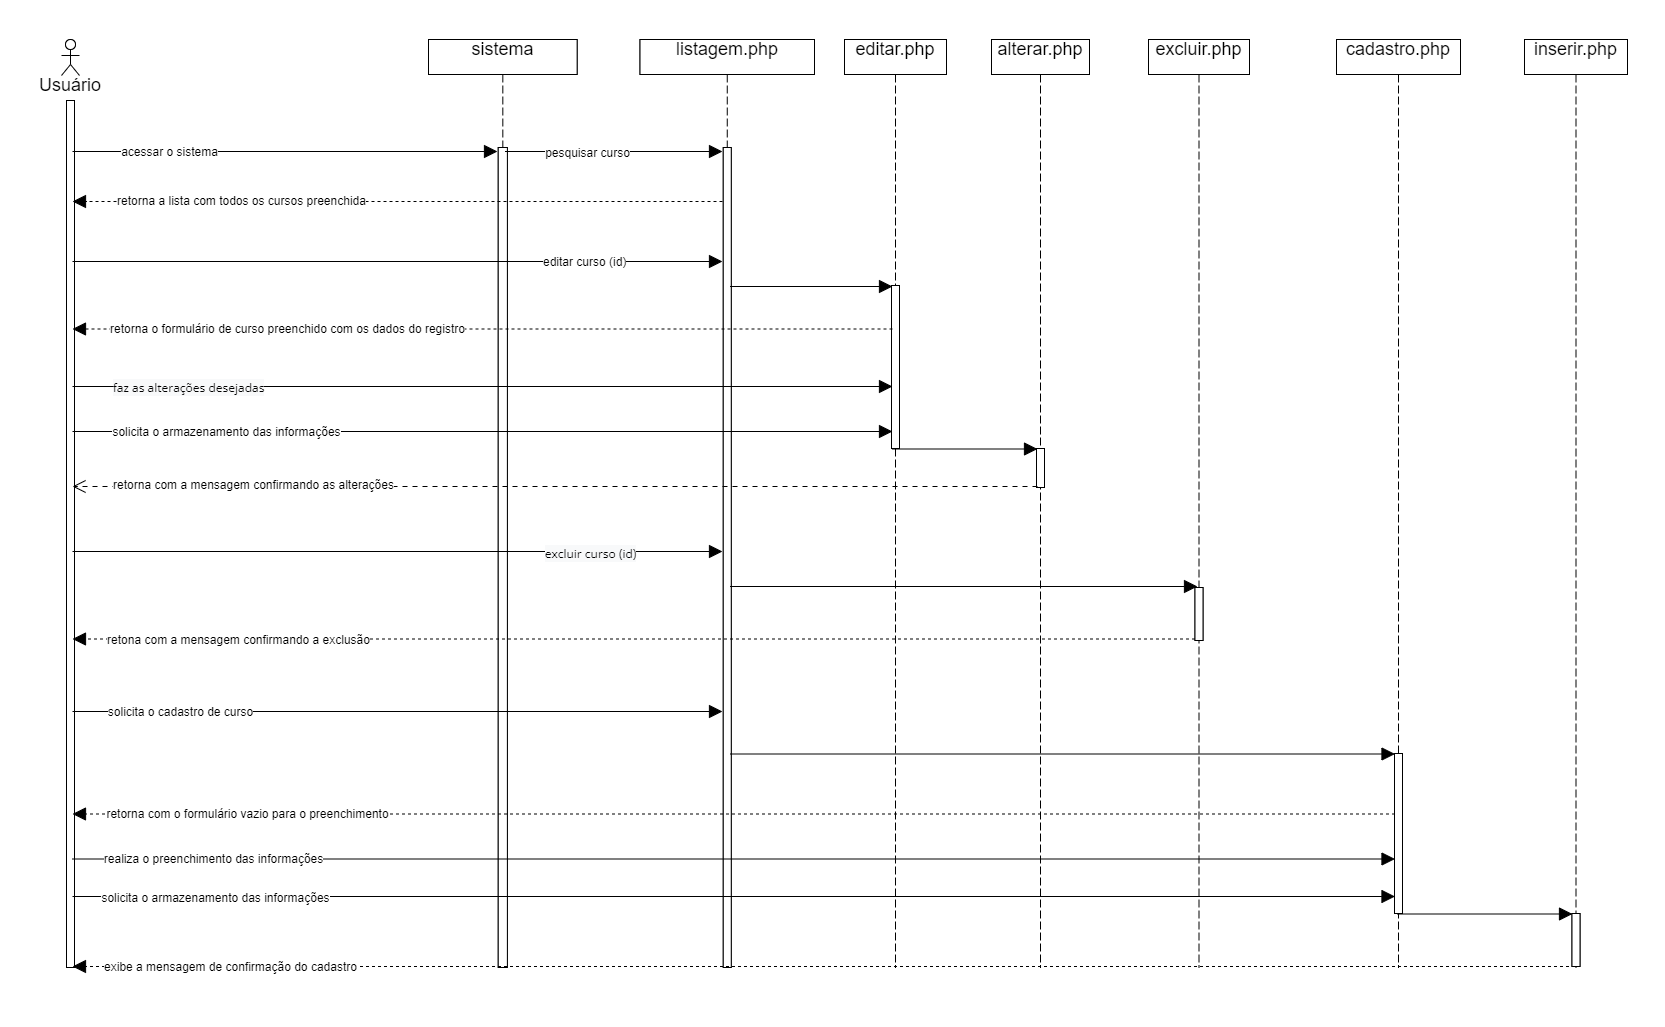 Usuário
sistema
listagem.php
editar.php
alterar.php
excluir.php
cadastro.php
inserir.php
acessar o sistema
pesquisar curso
retorna a lista com todos os cursos preenchida
editar curso (id)
retorna o formulário de curso preenchido com os dados do registro
faz as alterações desejadas
solicita o armazenamento das informações
retorna com a mensagem confirmando as alterações
excluir curso (id)
retona com a mensagem confirmando a exclusão
solicita o cadastro de curso
retorna com o formulário vazio para o preenchimento
realiza o preenchimento das informações
solicita o armazenamento das informações
exibe a mensagem de confirmação do cadastro